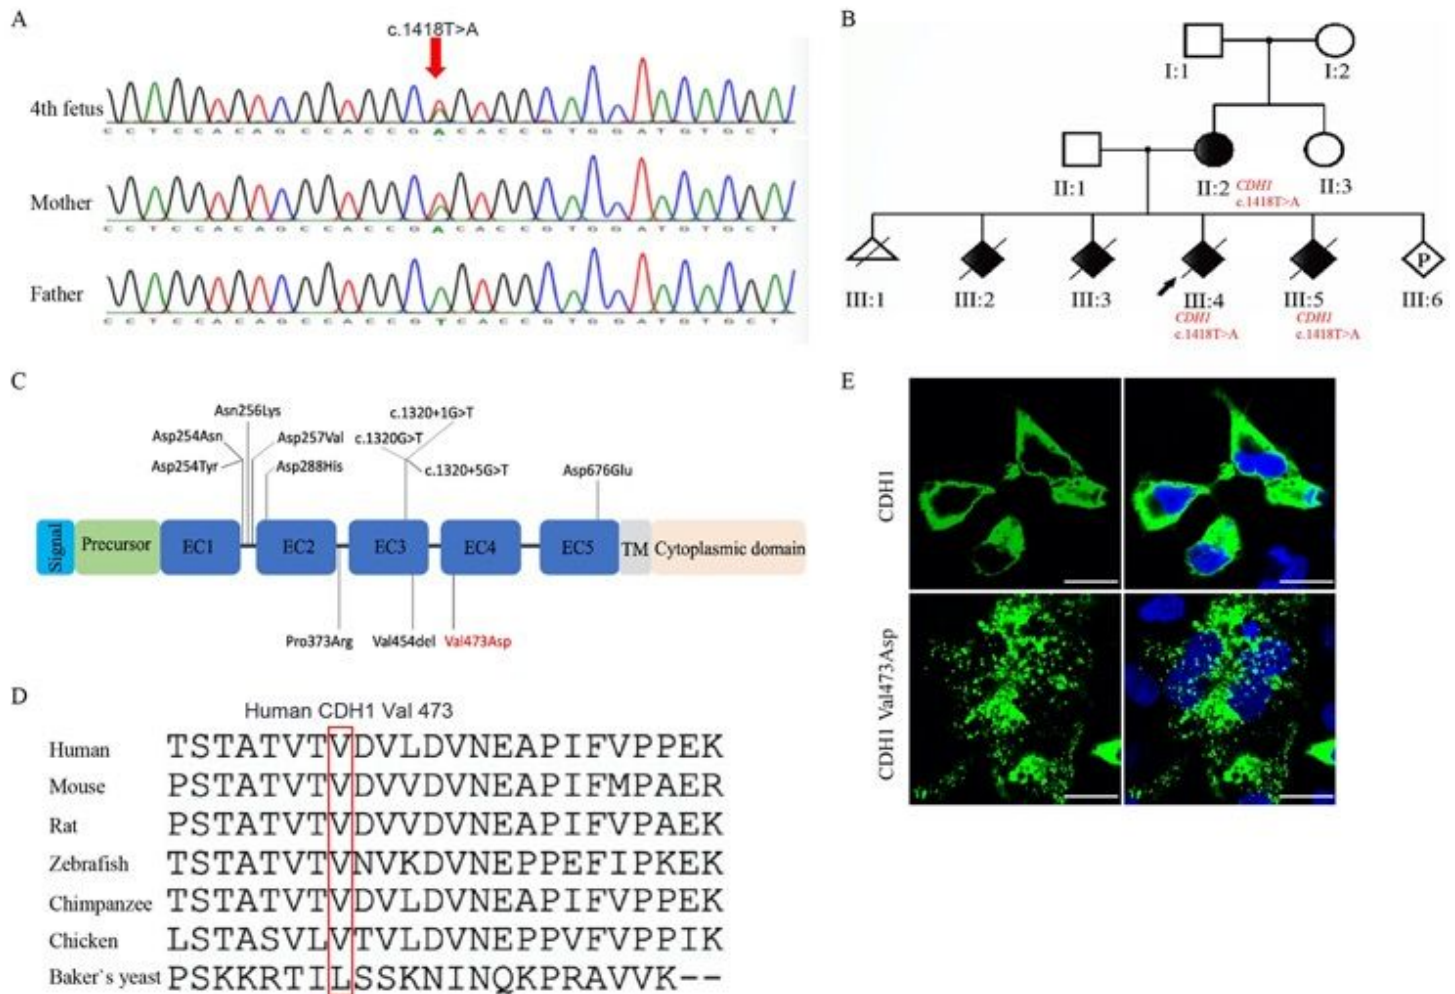 A
c.1418T>A
4th fetus
C C T C C A C A G C C A C C G A C A C C G T G G A T G T G C T
Mother
C C T C C A C A G C C A C C G A C A C C G T G G A T G T G C T
Father
C C T C C A C A G C C A C C G T C A C C G T G G A T G T G C T
B
I:1
I:2
II:1
II:2
CDH1
c.1418T>A
II:3
P
III:1
III:2
III:3
III:4
CDH1
c.1418T>A
III:5
CDH1
c.1418T>A
III:6
C
Asn256Lys
Asp254Asn
Asp257Val
Asp254Tyr
Asp288His
c.1320+1G>T
c.1320G>T
c.1320+5G>T
Asp676Glu
Signal
Precursor
EC1
EC2
EC3
EC4
EC5
TM
Cytoplasmic domain
Pro373Arg
Val454del
Val473Asp
D
Human CDH1 Val 473
Human TSTATVTVDVLDVNEAPIFVPPEK
Mouse PSTATVTVDVVDVNEAPIFMPAER
Rat PSTATVTVDVVDVNEAPIFVPAEK
Zebrafish TSTATVTVNVKDVNEPPEFIPKEK
Chimpanzee TSTATVTVDVLDVNEAPIFVPPEK
Chicken LSTASVLVTVLDVNEPPVFVPPIK
Baker`s yeast PSKKRTILSSKNINQKPRAVVK--
E
CDH1
CDH1 Val473Asp